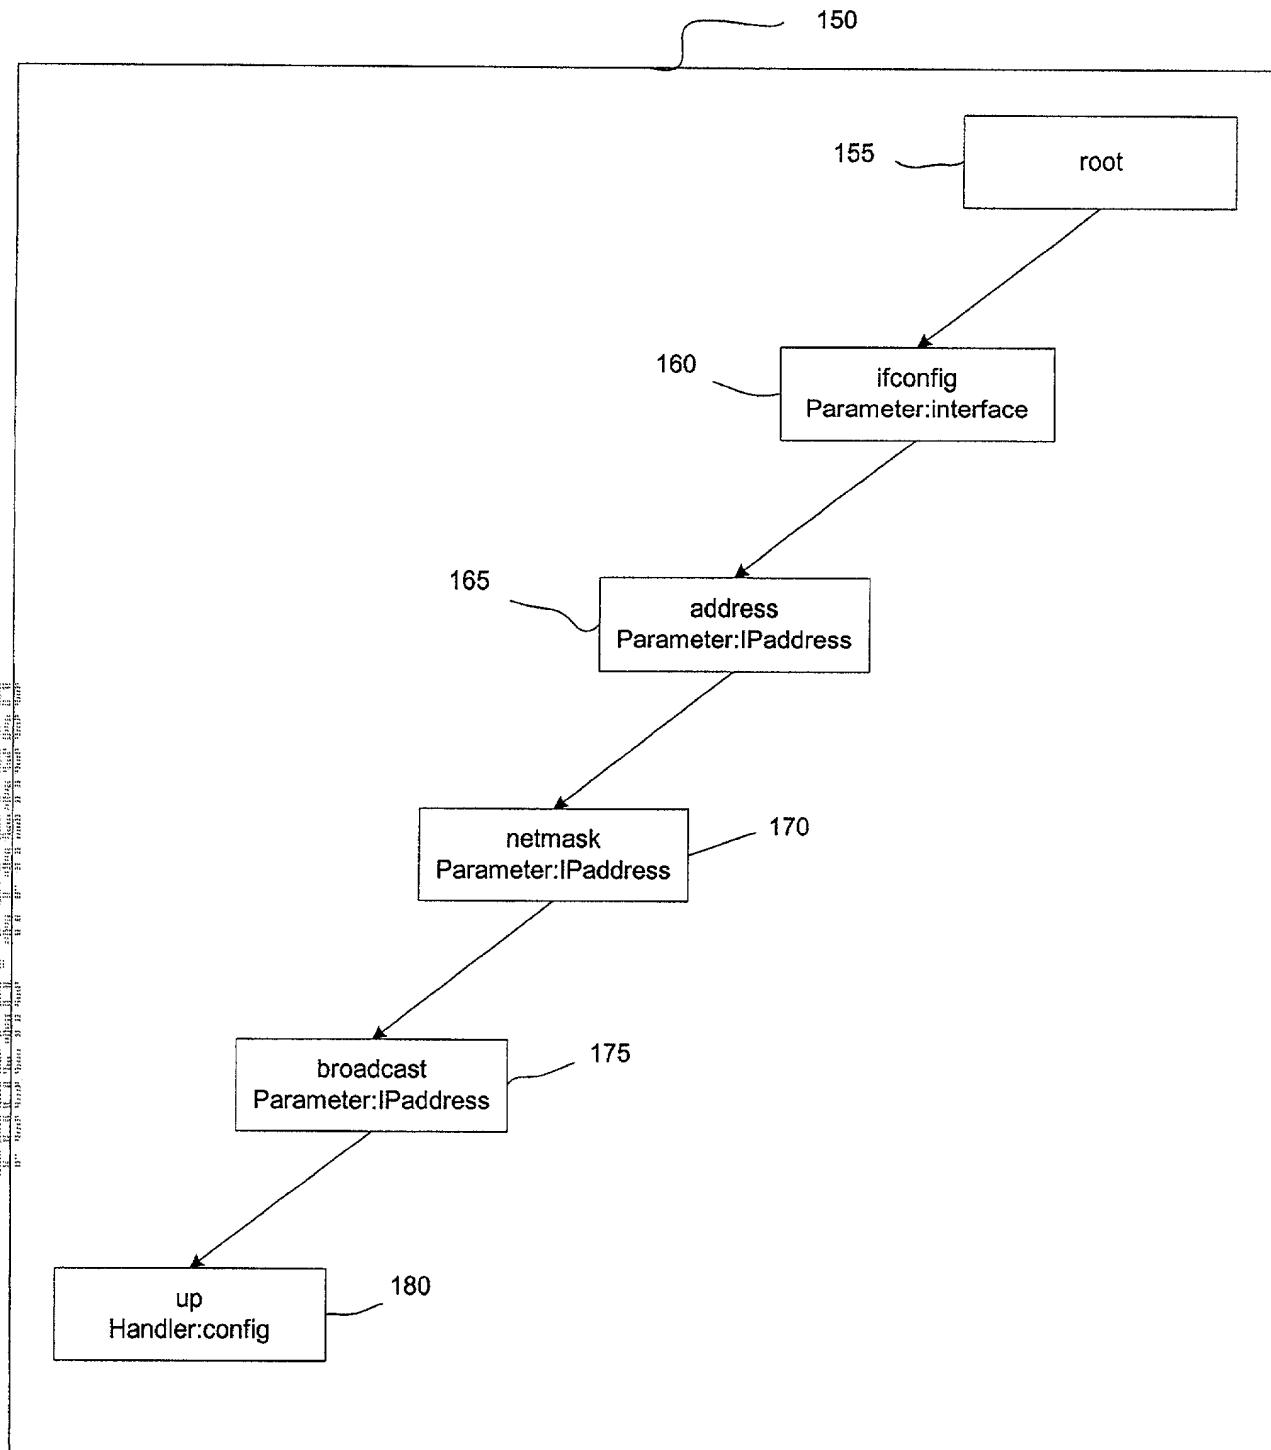 150
155
root
160
ifconfig
Parameter:interface
165
address
Parameter:IPaddress
netmask
Parameter:IPaddress
170
broadcast
Parameter:IPaddress
175
up
Handler:config
180